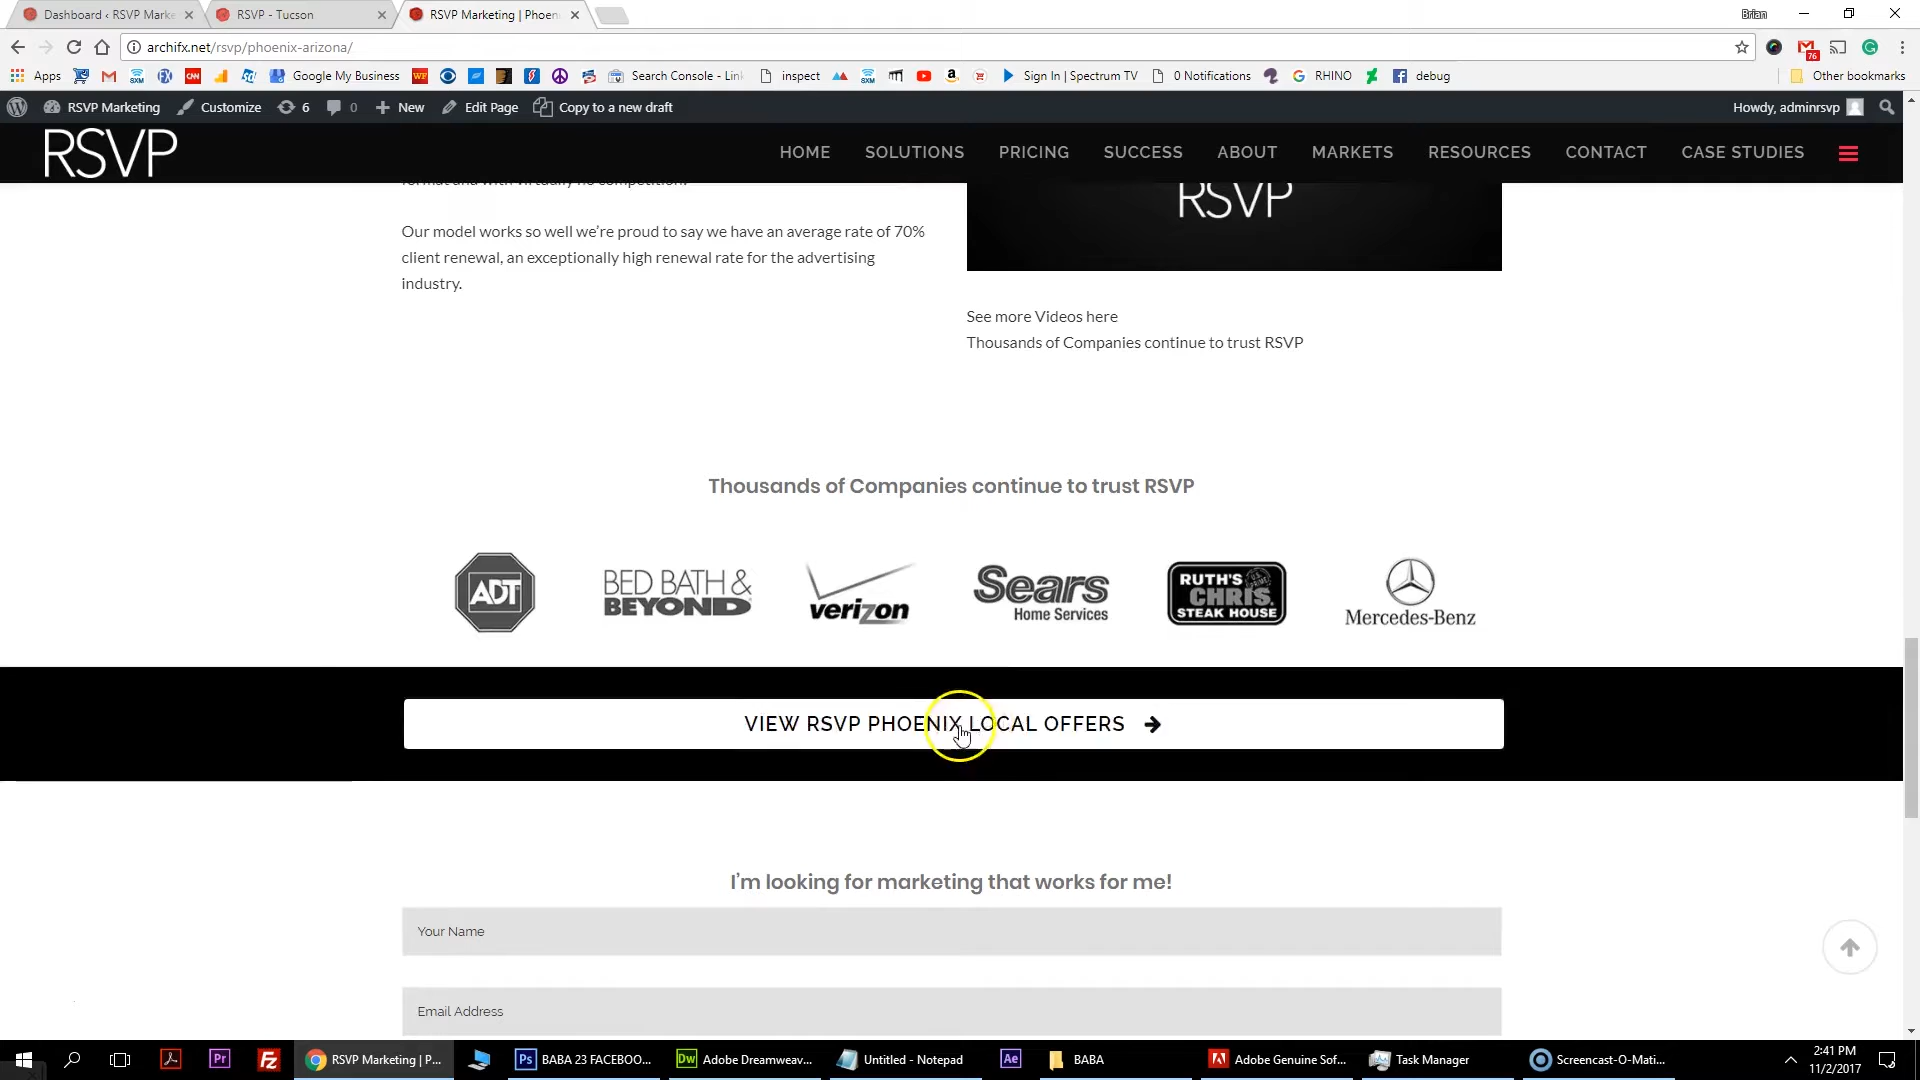 Dashboard ‹ RSVP Marke
RSVP - Tucson
RSVP Marketing | Phoen
Brian
archifx.net/rsvp/phoenix-arizona/
76
Apps
Google My Business
Search Console - Link
inspect
Sign In | Spectrum TV
0 Notifications
RHINO
debug
Other bookmarks
RSVP Marketing
Customize
6
0
New
Edit Page
Copy to a new draft
Howdy, adminrsvp
RSVP
HOME
SOLUTIONS
PRICING
SUCCESS
ABOUT
MARKETS
RESOURCES
CONTACT
CASE STUDIES
format and with virtually no competition.
Our model works so well we're proud to say we have an average rate of 70%
client renewal, an exceptionally high renewal rate for the advertising
industry.
RSVP
See more Videos here
Thousands of Companies continue to trust RSVP
Thousands of Companies continue to trust RSVP
ADT
BED BATH &
BEYOND
verizon
Sears
Home Services
RUTH'S
CHRIS
STEAK HOUSE
Mercedes-Benz
VIEW RSVP PHOENIX LOCAL OFFERS
I'm looking for marketing that works for me!
Your Name
Email Address
RSVP Marketing | P...
BABA 23 FACEBOO...
Adobe Dreamweav...
Untitled - Notepad
BABA
Adobe Genuine Sof...
Task Manager
Screencast-O-Mati...
2:41 PM
11/2/2017